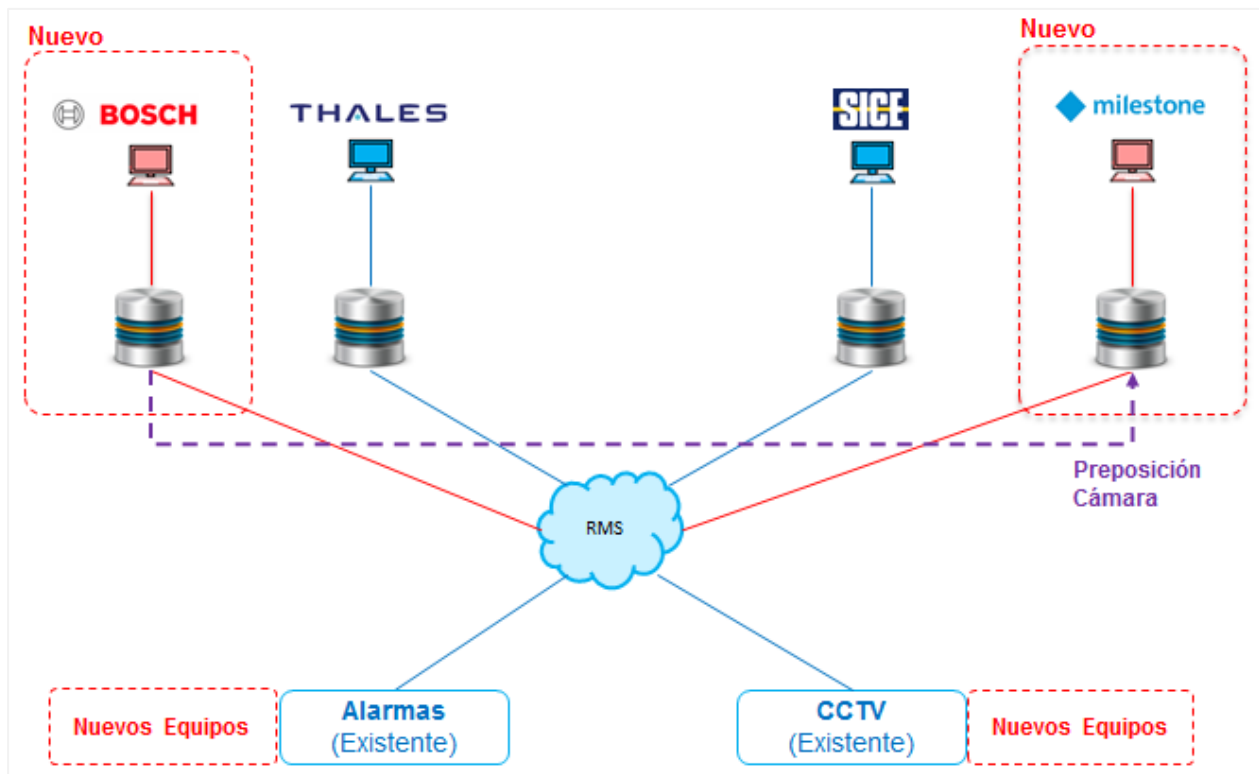 Nuevo
Nuevo
BOSCH
THALES
SICE
milestone
Preposición
Cámara
RMS
Nuevos Equipos
Alarmas
(Existente)
CCTV
(Existente)
Nuevos Equipos